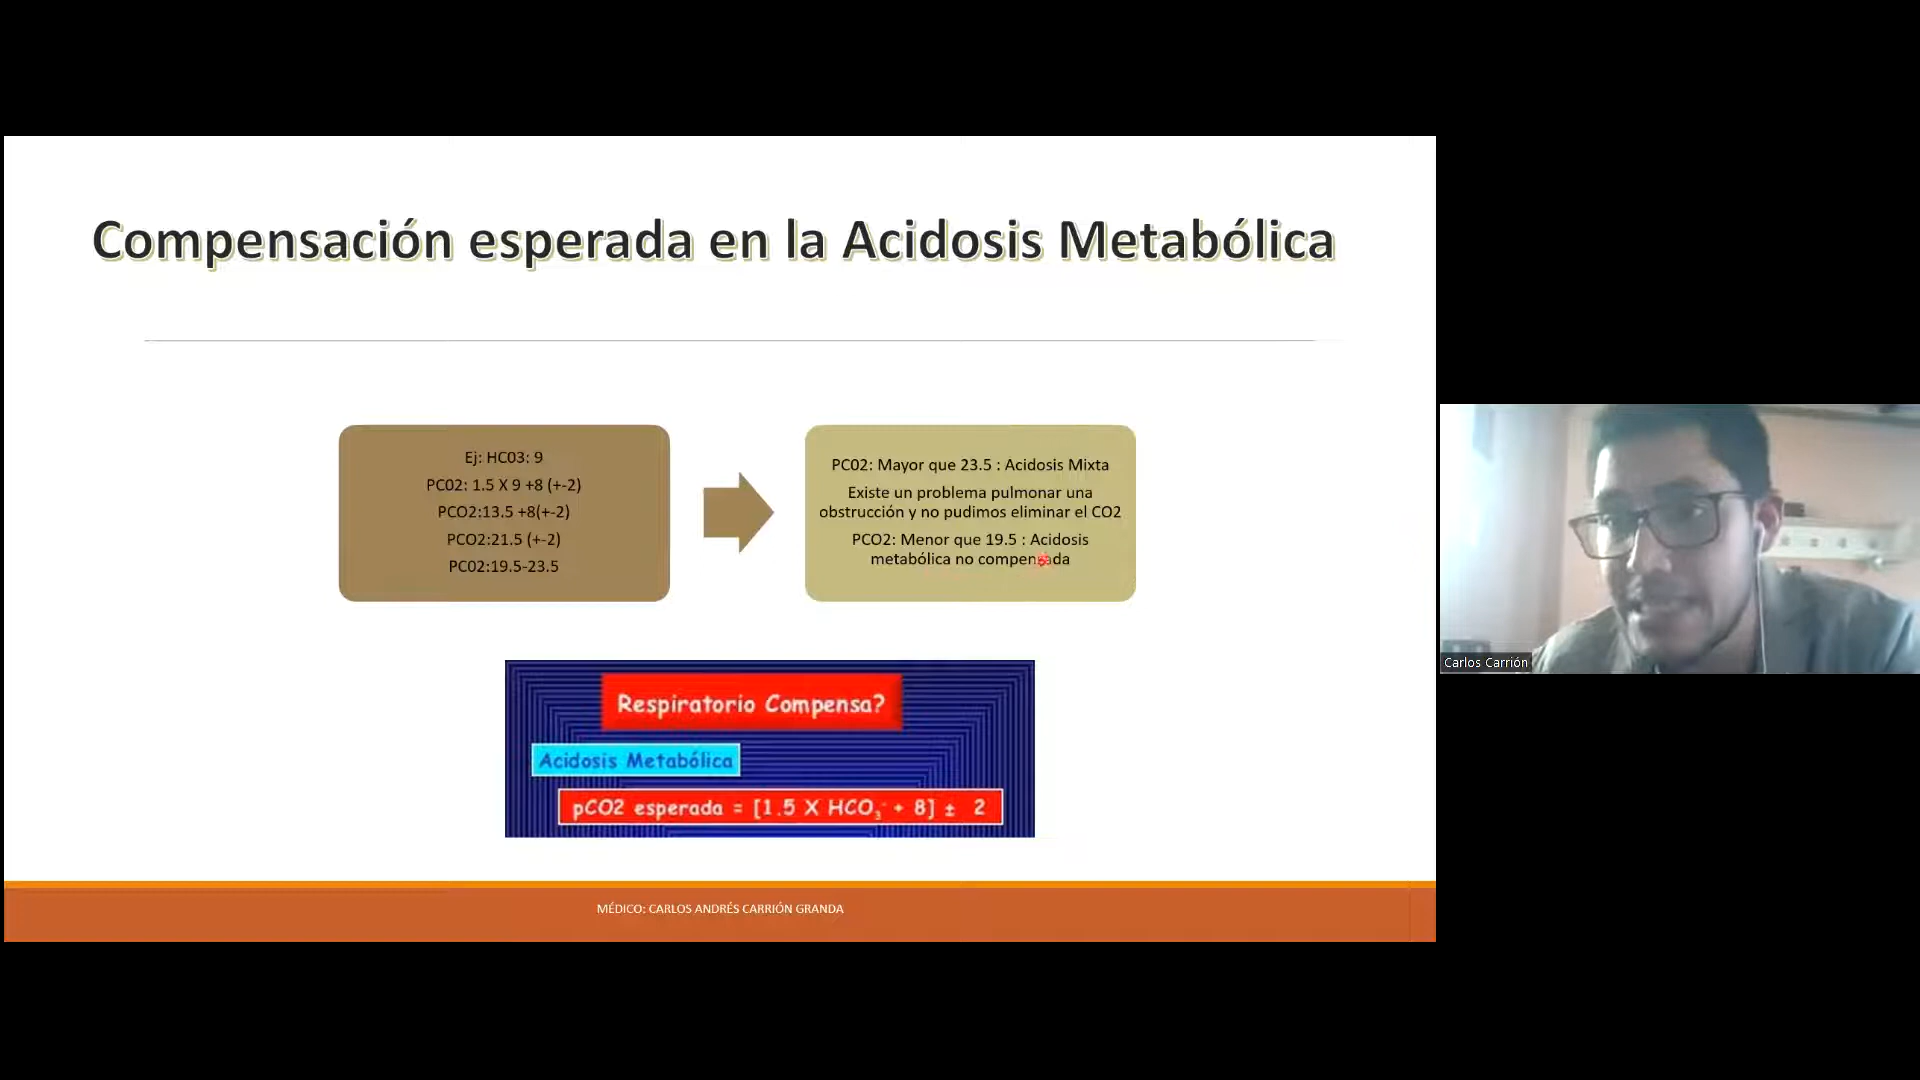 Compensación esperada en la Acidosis Metabólica
Ej: HC03: 9
PC02: 1.5 X 9 +8 (+-2)
PCO2:13.5 +8(+-2)
PCO2:21.5 (+-2)
PC02:19.5-23.5
PC02: Mayor que 23.5 : Acidosis Mixta
Existe un problema pulmonar una
obstrucción y no pudimos eliminar el CO2
PCO2: Menor que 19.5 : Acidosis
metabólica no compensada
Respiratorio Compensa?
Acidosis Metabólica
pCO2 esperada = [1.5 X HCO₃⁻ + 8] ± 2
MÉDICO: CARLOS ANDRÉS CARRIÓN GRANDA
Carlos Carrión